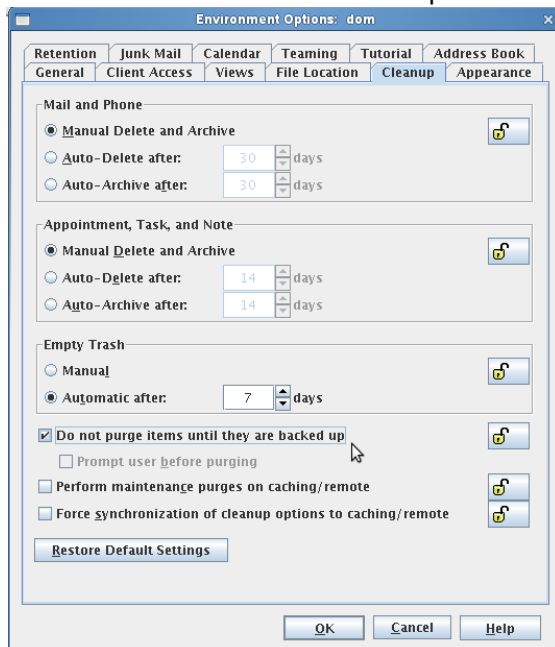 Environment Options: dom
Retention Junk Mail Calendar Teaming Tutorial Address Book
General Client Access Views File Location Cleanup Appearance
Mail and Phone
Manual Delete and Archive
Auto-Delete after: 30 days
Auto-Archive after: 30 days
Appointment, Task, and Note
Manual Delete and Archive
Auto-Delete after: 14 days
Auto-Archive after: 14 days
Empty Trash
Manual
Automatic after: 7 days
Do not purge items until they are backed up
Prompt user before purging
Perform maintenance purges on caching/remote
Force synchronization of cleanup options to caching/remote
Restore Default Settings
OK Cancel Help